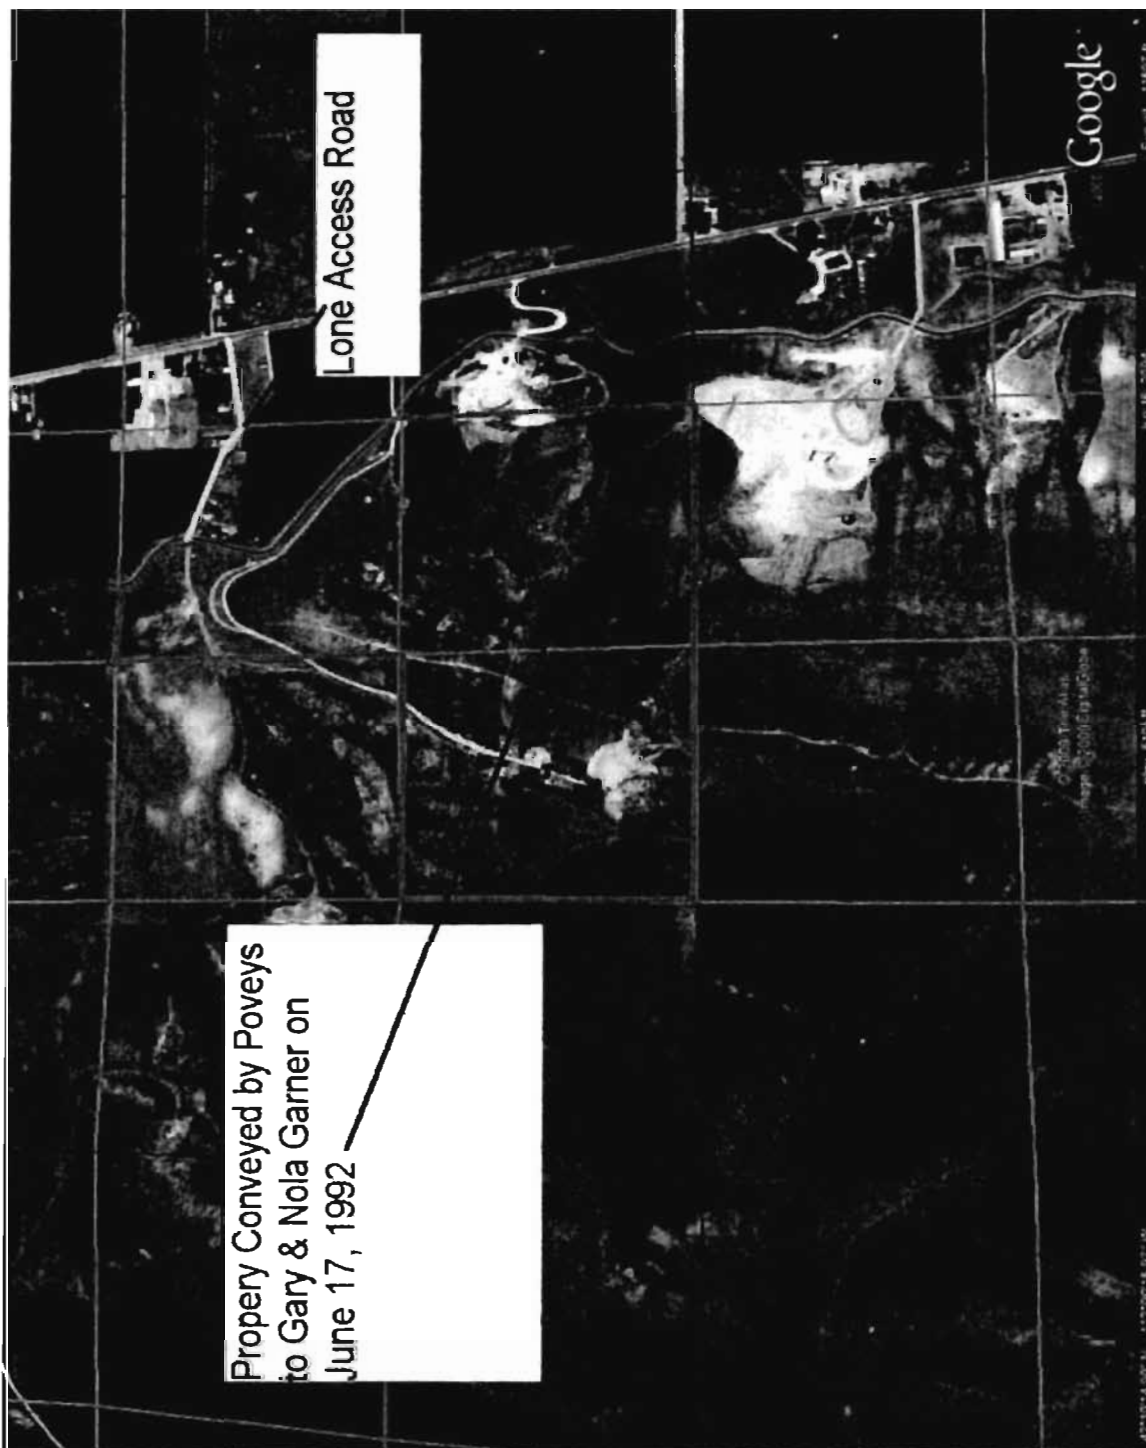 Lone Access Road
Propery Conveyed by Poveys
to Gary & Nola Garner on
June 17, 1992
Google